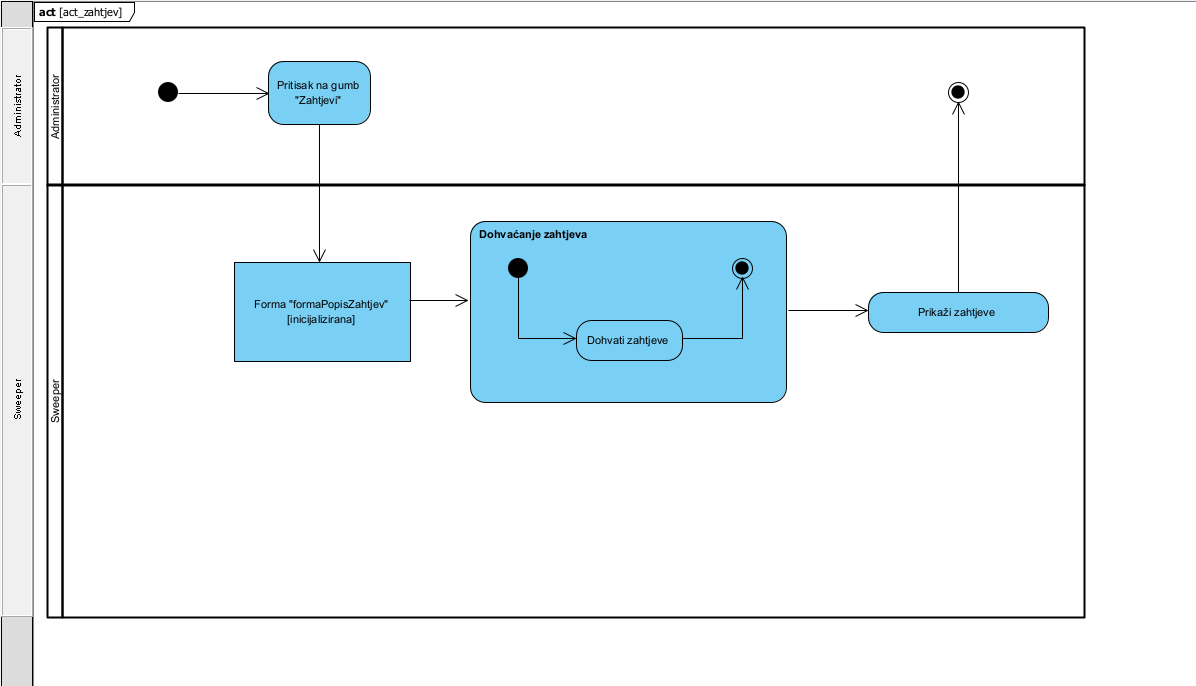 act [act_zahtjev]
Administrator
Administrator
Pritisak na gumb
"Zahtjevi"
Sweeper
Sweeper
Forma "formaPopisZahtjev"
[inicijalizirana]
Dohvaćanje zahtjeva
Dohvati zahtjeve
Prikaži zahtjeve